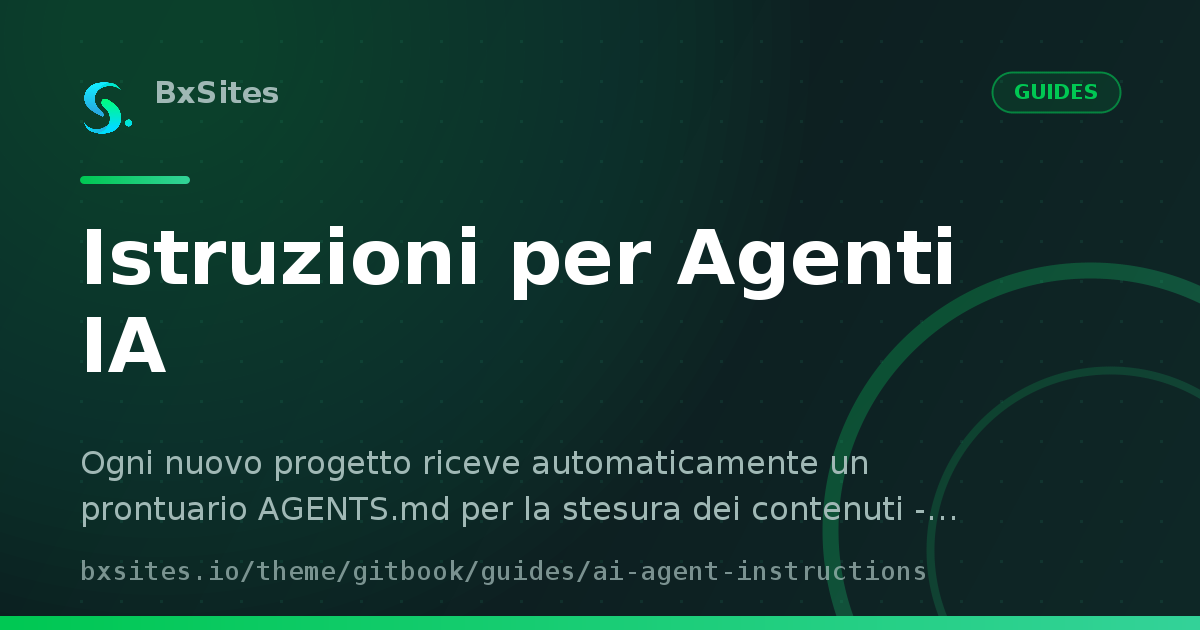 BxSites
GUIDES
Istruzioni per Agenti
IA
Ogni nuovo progetto riceve automaticamente un
prontuario AGENTS.md per la stesura dei contenuti -…
bxsites.io/theme/gitbook/guides/ai-agent-instructions